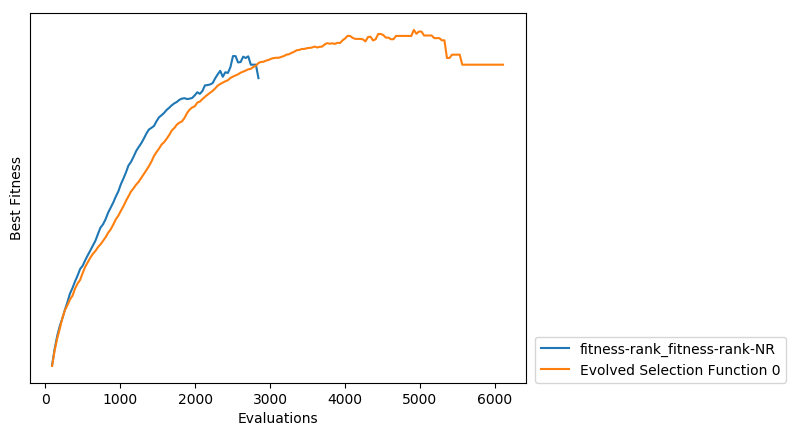 Best Fitness
0
1000
2000
3000
4000
5000
6000
Evaluations
fitness-rank_fitness-rank-NR
Evolved Selection Function 0